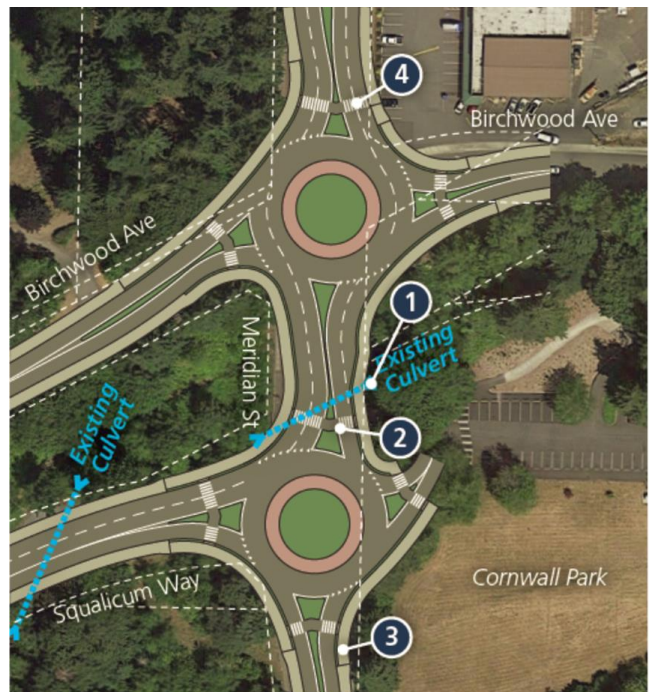 4
Birchwood Ave
Birchwood Ave
1
Meridian St
Existing
Culvert
Existing
Culvert
2
Squalicum Way
Cornwall Park
3